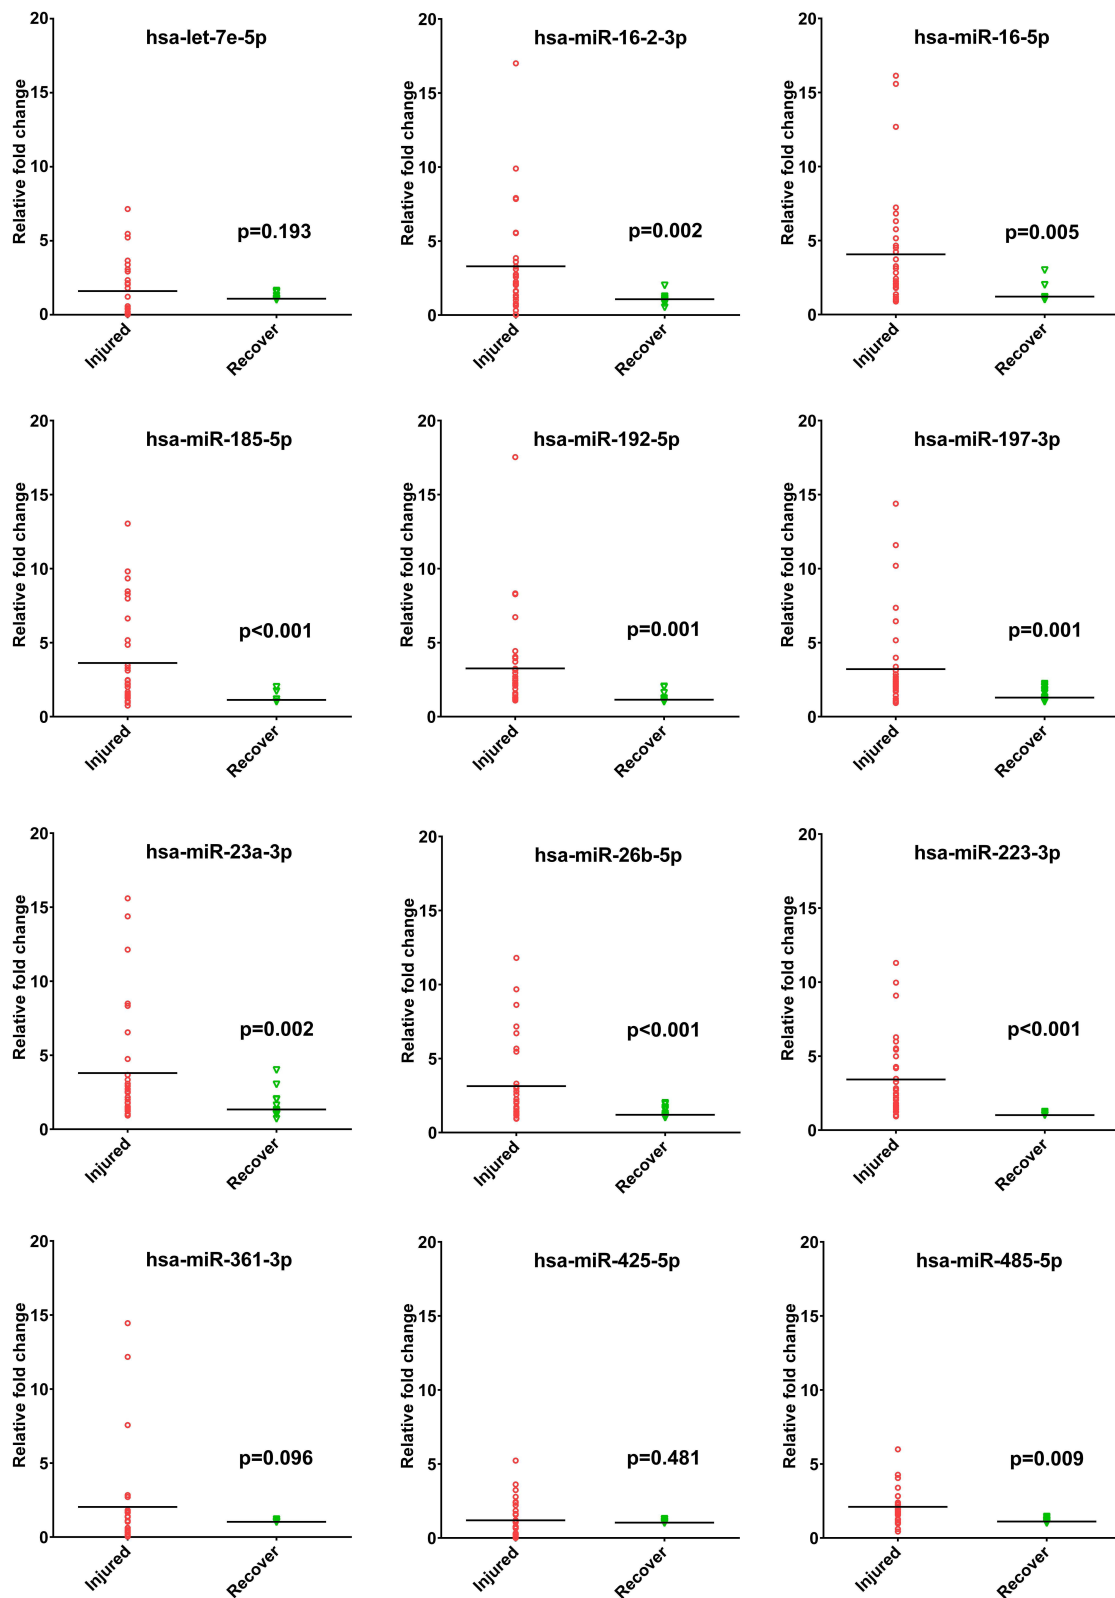 hsa-let-7e-5p
Relative fold change
20
15
10
5
0
p=0.193
Injured
Recover
hsa-miR-16-2-3p
Relative fold change
20
15
10
5
0
p=0.002
Injured
Recover
hsa-miR-16-5p
Relative fold change
20
15
10
5
0
p=0.005
Injured
Recover
hsa-miR-185-5p
Relative fold change
20
15
10
5
0
p<0.001
Injured
Recover
hsa-miR-192-5p
Relative fold change
20
15
10
5
0
p=0.001
Injured
Recover
hsa-miR-197-3p
Relative fold change
20
15
10
5
0
p=0.001
Injured
Recover
hsa-miR-23a-3p
Relative fold change
20
15
10
5
0
p=0.002
Injured
Recover
hsa-miR-26b-5p
Relative fold change
20
15
10
5
0
p<0.001
Injured
Recover
hsa-miR-223-3p
Relative fold change
20
15
10
5
0
p<0.001
Injured
Recover
hsa-miR-361-3p
Relative fold change
20
15
10
5
0
p=0.096
Injured
Recover
hsa-miR-425-5p
Relative fold change
20
15
10
5
0
p=0.481
Injured
Recover
hsa-miR-485-5p
Relative fold change
20
15
10
5
0
p=0.009
Injured
Recover